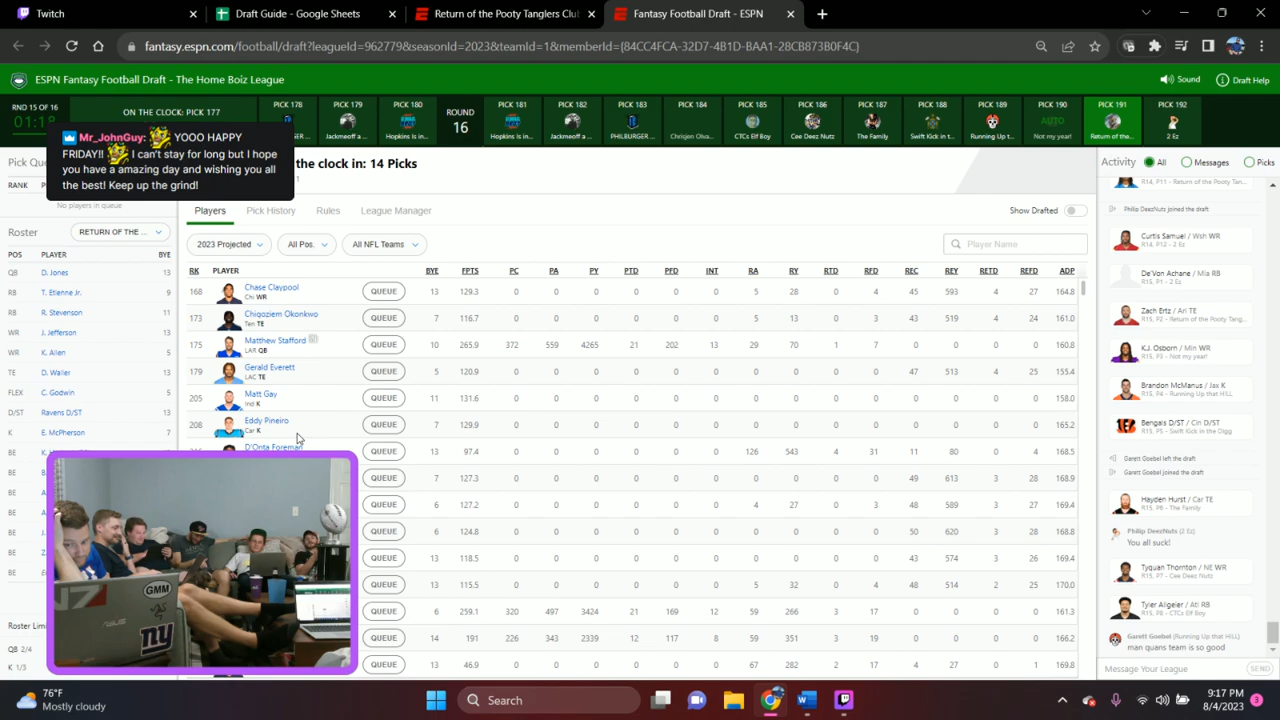 Twitch
Draft Guide - Google Sheets
Return of the Pooty Tanglers Clu
Fantasy Football Draft - ESPN
fantasy.espn.com/football/draft?leagueId=962779&seasonId=2023&teamId=1&memberId={84CC4FCA-32D7-4B1D-BAA1-28CB873B03C4}
ESPN Fantasy Football Draft - The Home Boiz League
Sound
Draft Help
RND 15 OF 16
01:18
ON THE CLOCK: PICK 177
PICK 178
PICK 179
Jackmeoff a ...
PICK 180
Hopkins Is in...
ROUND
16
PICK 181
Hopkins Is in...
PICK 182
Jackmeoff a ...
PICK 183
PHILBURGER ...
PICK 184
Chrisjen Olva...
PICK 185
CTCs Elf Boy
PICK 186
Cee Deez Nutz
PICK 187
The Family
PICK 188
Swift Kick in t...
PICK 189
Running Up t...
PICK 190
AUTO
Not my year!
PICK 191
Return of the...
PICK 192
2 Ez
Mr_JohnGuy: YOOO HAPPY
FRIDAY!! I can't stay for long but I hope
you have a amazing day and wishing you all
the best! Keep up the grind!
the clock in: 14 Picks
Pick Qu
RANK
No players in queue
Roster
RETURN OF THE ...
POS PLAYER BYE
QB D. Jones 13
RB T. Etienne Jr. 9
RB R. Stevenson 11
WR J. Jefferson 13
WR K. Allen 5
TE D. Waller 13
FLEX C. Godwin 5
D/ST Ravens D/ST 13
K E. McPherson 7
BE
BE
BE
BE
BE
BE
BE
Roster Lim
QB 2/4
K 1/3
Players
Pick History
Rules
League Manager
Show Drafted
2023 Projected
All Pos.
All NFL Teams
Player Name
RK PLAYER BYE FPTS PC PA PY PTD PFD INT RA RY RTD RFD REC REY RETD REFD ADP
168 Chase Claypool Chi WR QUEUE 13 129.3 0 0 0 0 0 0 5 28 0 4 45 593 4 27 164.8
173 Chigoziem Okonkwo Ten TE QUEUE 7 116.7 0 0 0 0 0 0 5 13 0 0 43 519 4 24 161.0
175 Matthew Stafford LAR QB QUEUE 10 265.9 372 559 4265 21 202 1 29 70 1 7 0 0 0 0 160.8
179 Gerald Everett LAC TE QUEUE 5 120.9 0 0 0 0 0 0 47 4 25 155.4
205 Matt Gay Ind K QUEUE 11 131.6 0 0 0 0 0 0 0 0 0 0 0 0 0 0 158.0
208 Eddy Pineiro Car K QUEUE 7 129.9 0 0 0 0 0 0 0 0 0 0 0 0 0 0 165.2
D'Onta Foreman QUEUE 13 97.4 0 0 0 0 0 0 126 543 4 31 11 80 0 4 168.5
QUEUE 127.3 0 0 0 0 0 0 0 0 0 0 49 613 3 28 168.9
QUEUE 6 127.2 0 0 0 0 0 0 4 27 0 3 48 589 3 27 169.4
QUEUE 124.8 0 0 0 0 0 0 0 0 0 0 50 620 3 28 168.8
QUEUE 118.5 0 0 0 0 0 0 0 0 0 0 43 574 3 26 169.4
QUEUE 13 115.5 0 0 0 0 0 0 5 32 0 4 48 514 2 25 170.0
QUEUE 6 259.1 320 497 3424 21 169 12 59 266 3 17 0 0 0 0 161.5
QUEUE 14 191 226 343 2339 12 117 8 59 351 3 19 0 0 0 0 166.2
QUEUE 13 46.9 0 0 0 0 0 0 67 282 2 17 4 27 0 1 169.8
GMM
ny
ASUS
Activity
All
Messages
Picks
R14, P11 - Return of the Pooty Tan...
Philip DeezNuts joined the draft
Curtis Samuel / Wsh WR
R14, P12 - 2 Ez
De'Von Achane / Mia RB
R15, P1 - 2 Ez
Zach Ertz / Ari TE
R15, P2 - Return of the Pooty Tang...
K.J. Osborn / Min WR
R15, P3 - Not my year!
Brandon McManus / Jax K
R15, P4 - Running Up that HILL
Bengals D/ST / Cin D/ST
R15, P5 - Swift Kick in the Digg
Garett Goebel left the draft
Garett Goebel joined the draft
Hayden Hurst / Car TE
R15, P6 - The Family
Philip DeezNuts (2 Ez)
You all suck!
Tyquan Thornton / NE WR
R15, P7 - Cee Deez Nutz
Tyler Allgeier / Atl RB
R15, P8 - CTCs Elf Boy
Garett Goebel (Running Up that HILL)
man quans team is so good
Message Your League
SEND
76°F
Mostly cloudy
Search
9:17 PM
8/4/2023
3